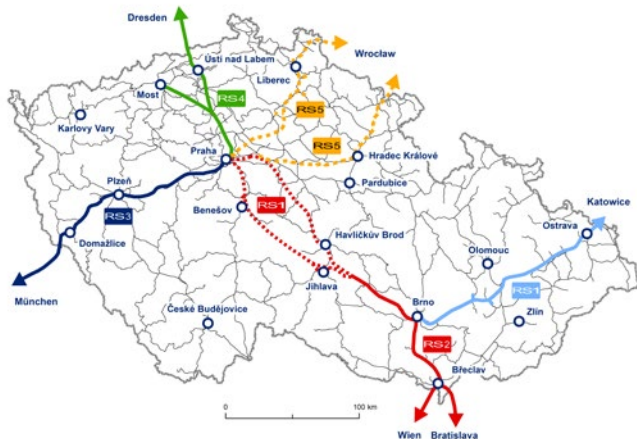 Dresden
Wrocław
Ústí nad Labem
Liberec
Most
RS4
RS5
Karlovy Vary
RS5
Praha
Hradec Králové
Plzeň
Pardubice
RS3
Benešov
RS1
Katowice
Ostrava
Domažlice
Havlíčkův Brod
Olomouc
Jihlava
RS1
München
České Budějovice
Brno
Zlín
RS2
Břeclav
0
100 km
Wien
Bratislava